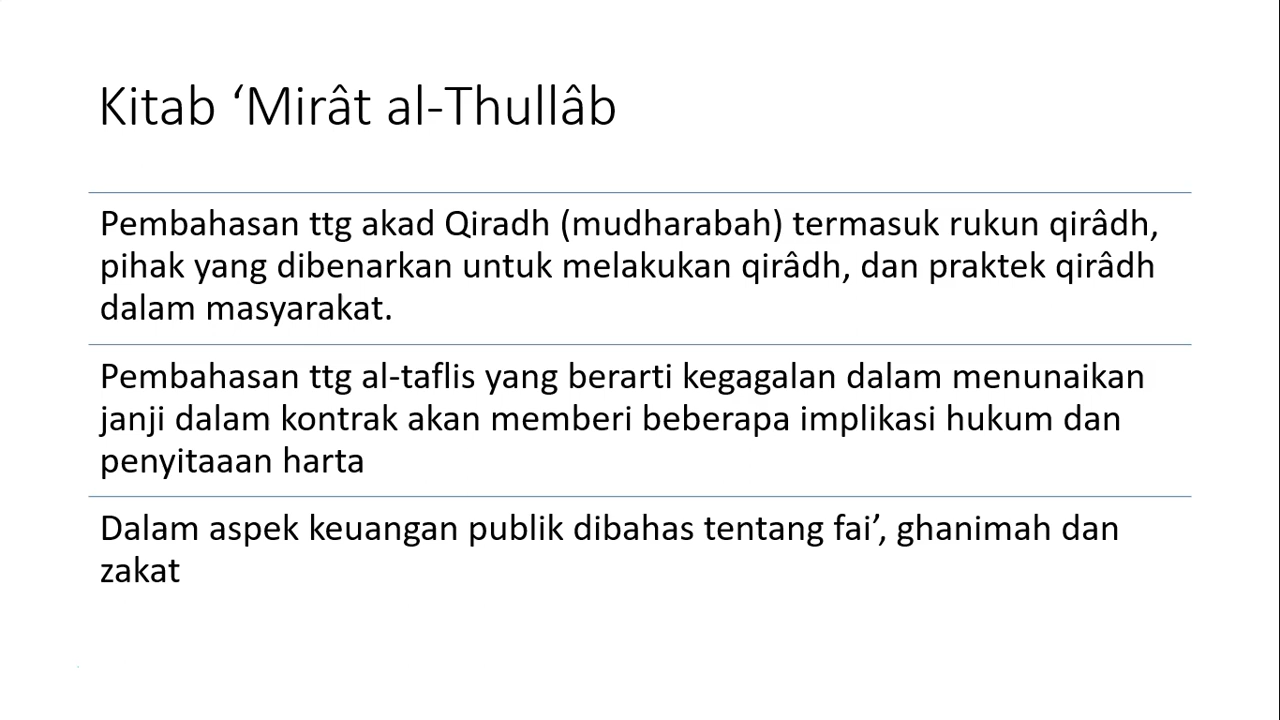 Kitab ‘Mirât al-Thullâb
Pembahasan ttg akad Qiradh (mudharabah) termasuk rukun qirâdh,
pihak yang dibenarkan untuk melakukan qirâdh, dan praktek qirâdh
dalam masyarakat.
Pembahasan ttg al-taflis yang berarti kegagalan dalam menunaikan
janji dalam kontrak akan memberi beberapa implikasi hukum dan
penyitaaan harta
Dalam aspek keuangan publik dibahas tentang fai’, ghanimah dan
zakat